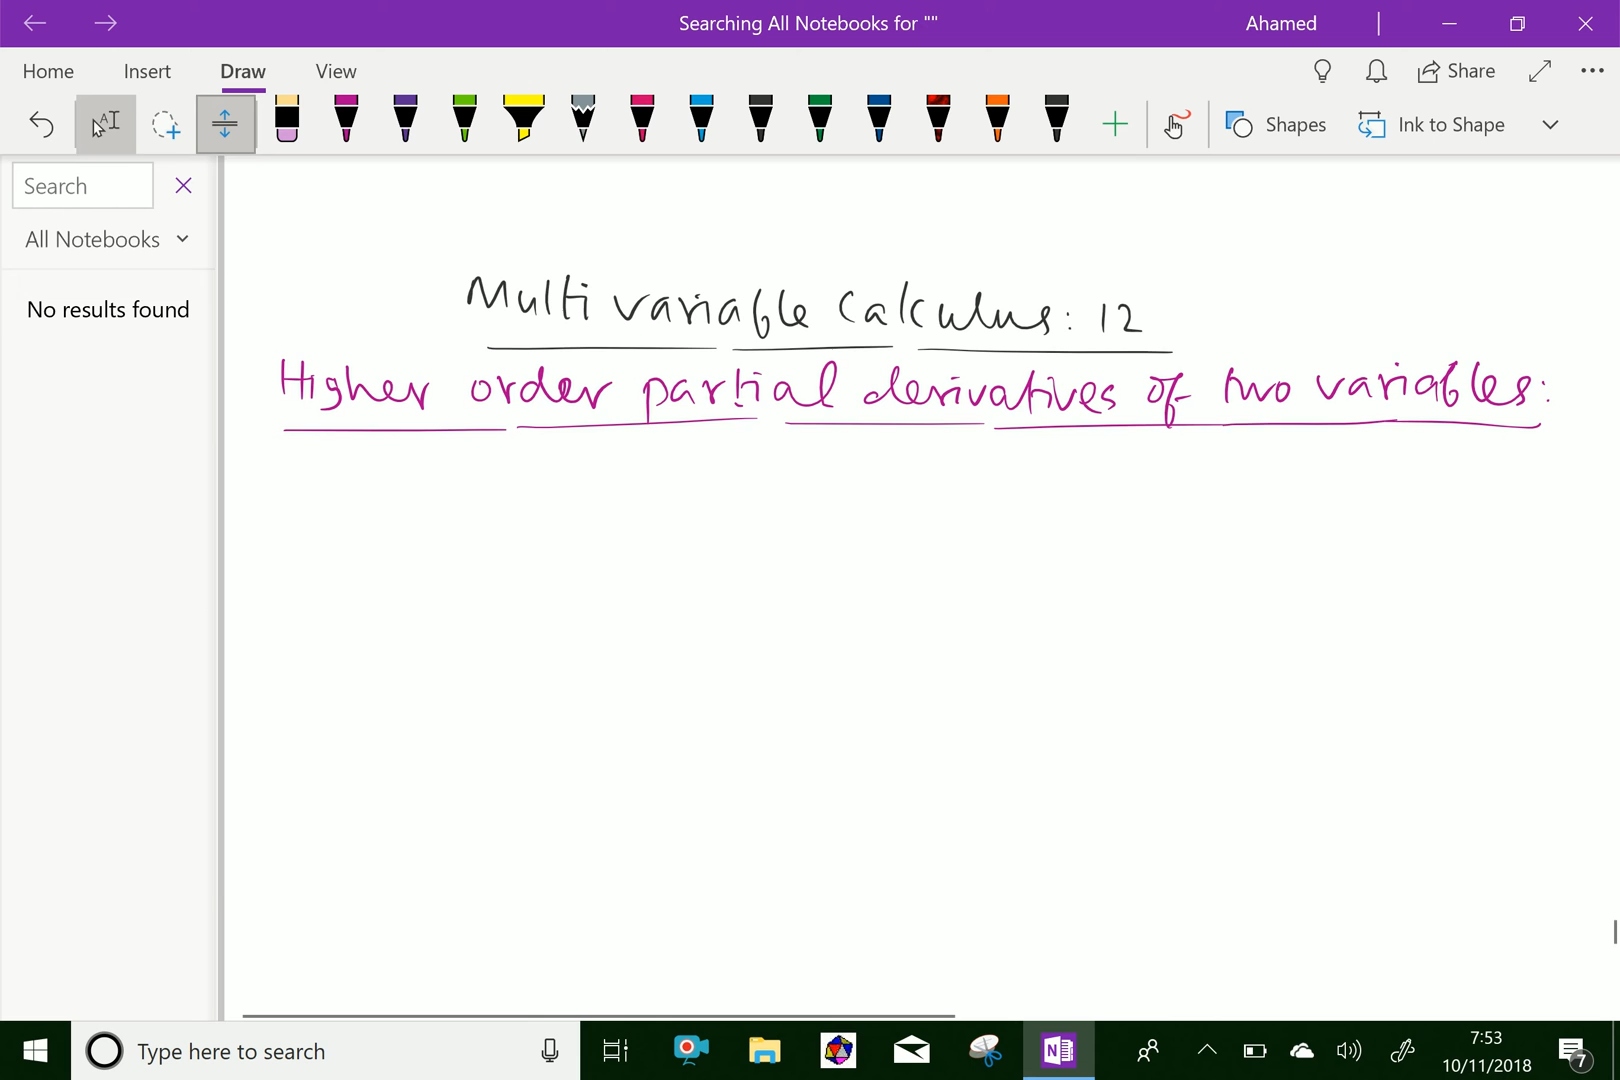 Searching All Notebooks for ""
Ahamed
Home Insert Draw View
Share
Shapes
Ink to Shape
Search
All Notebooks
No results found
Multivariable Calculus: 12
Higher order partial derivatives of two variables:
Type here to search
N
7:53
10/11/2018
7